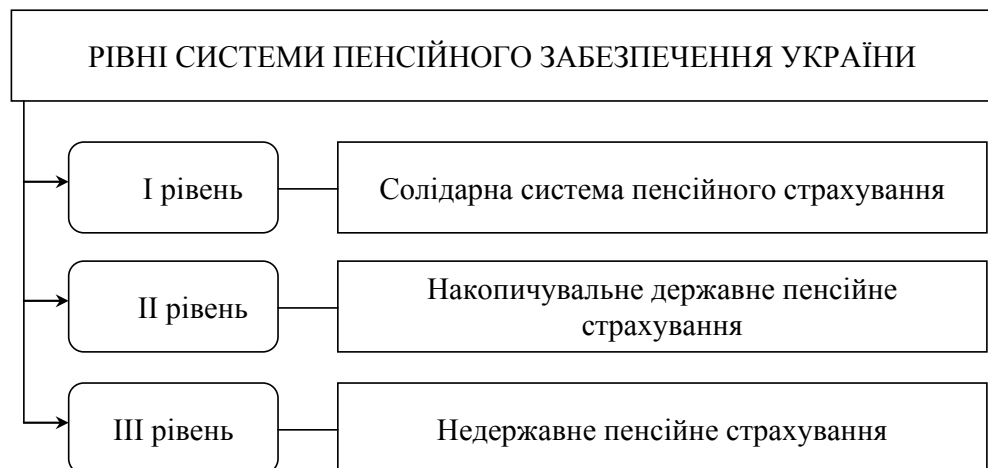 РІВНІ СИСТЕМИ ПЕНСІЙНОГО ЗАБЕЗПЕЧЕННЯ УКРАЇНИ
І рівень
Солідарна система пенсійного страхування
ІІ рівень
Накопичувальне державне пенсійне
страхування
ІІІ рівень
Недержавне пенсійне страхування